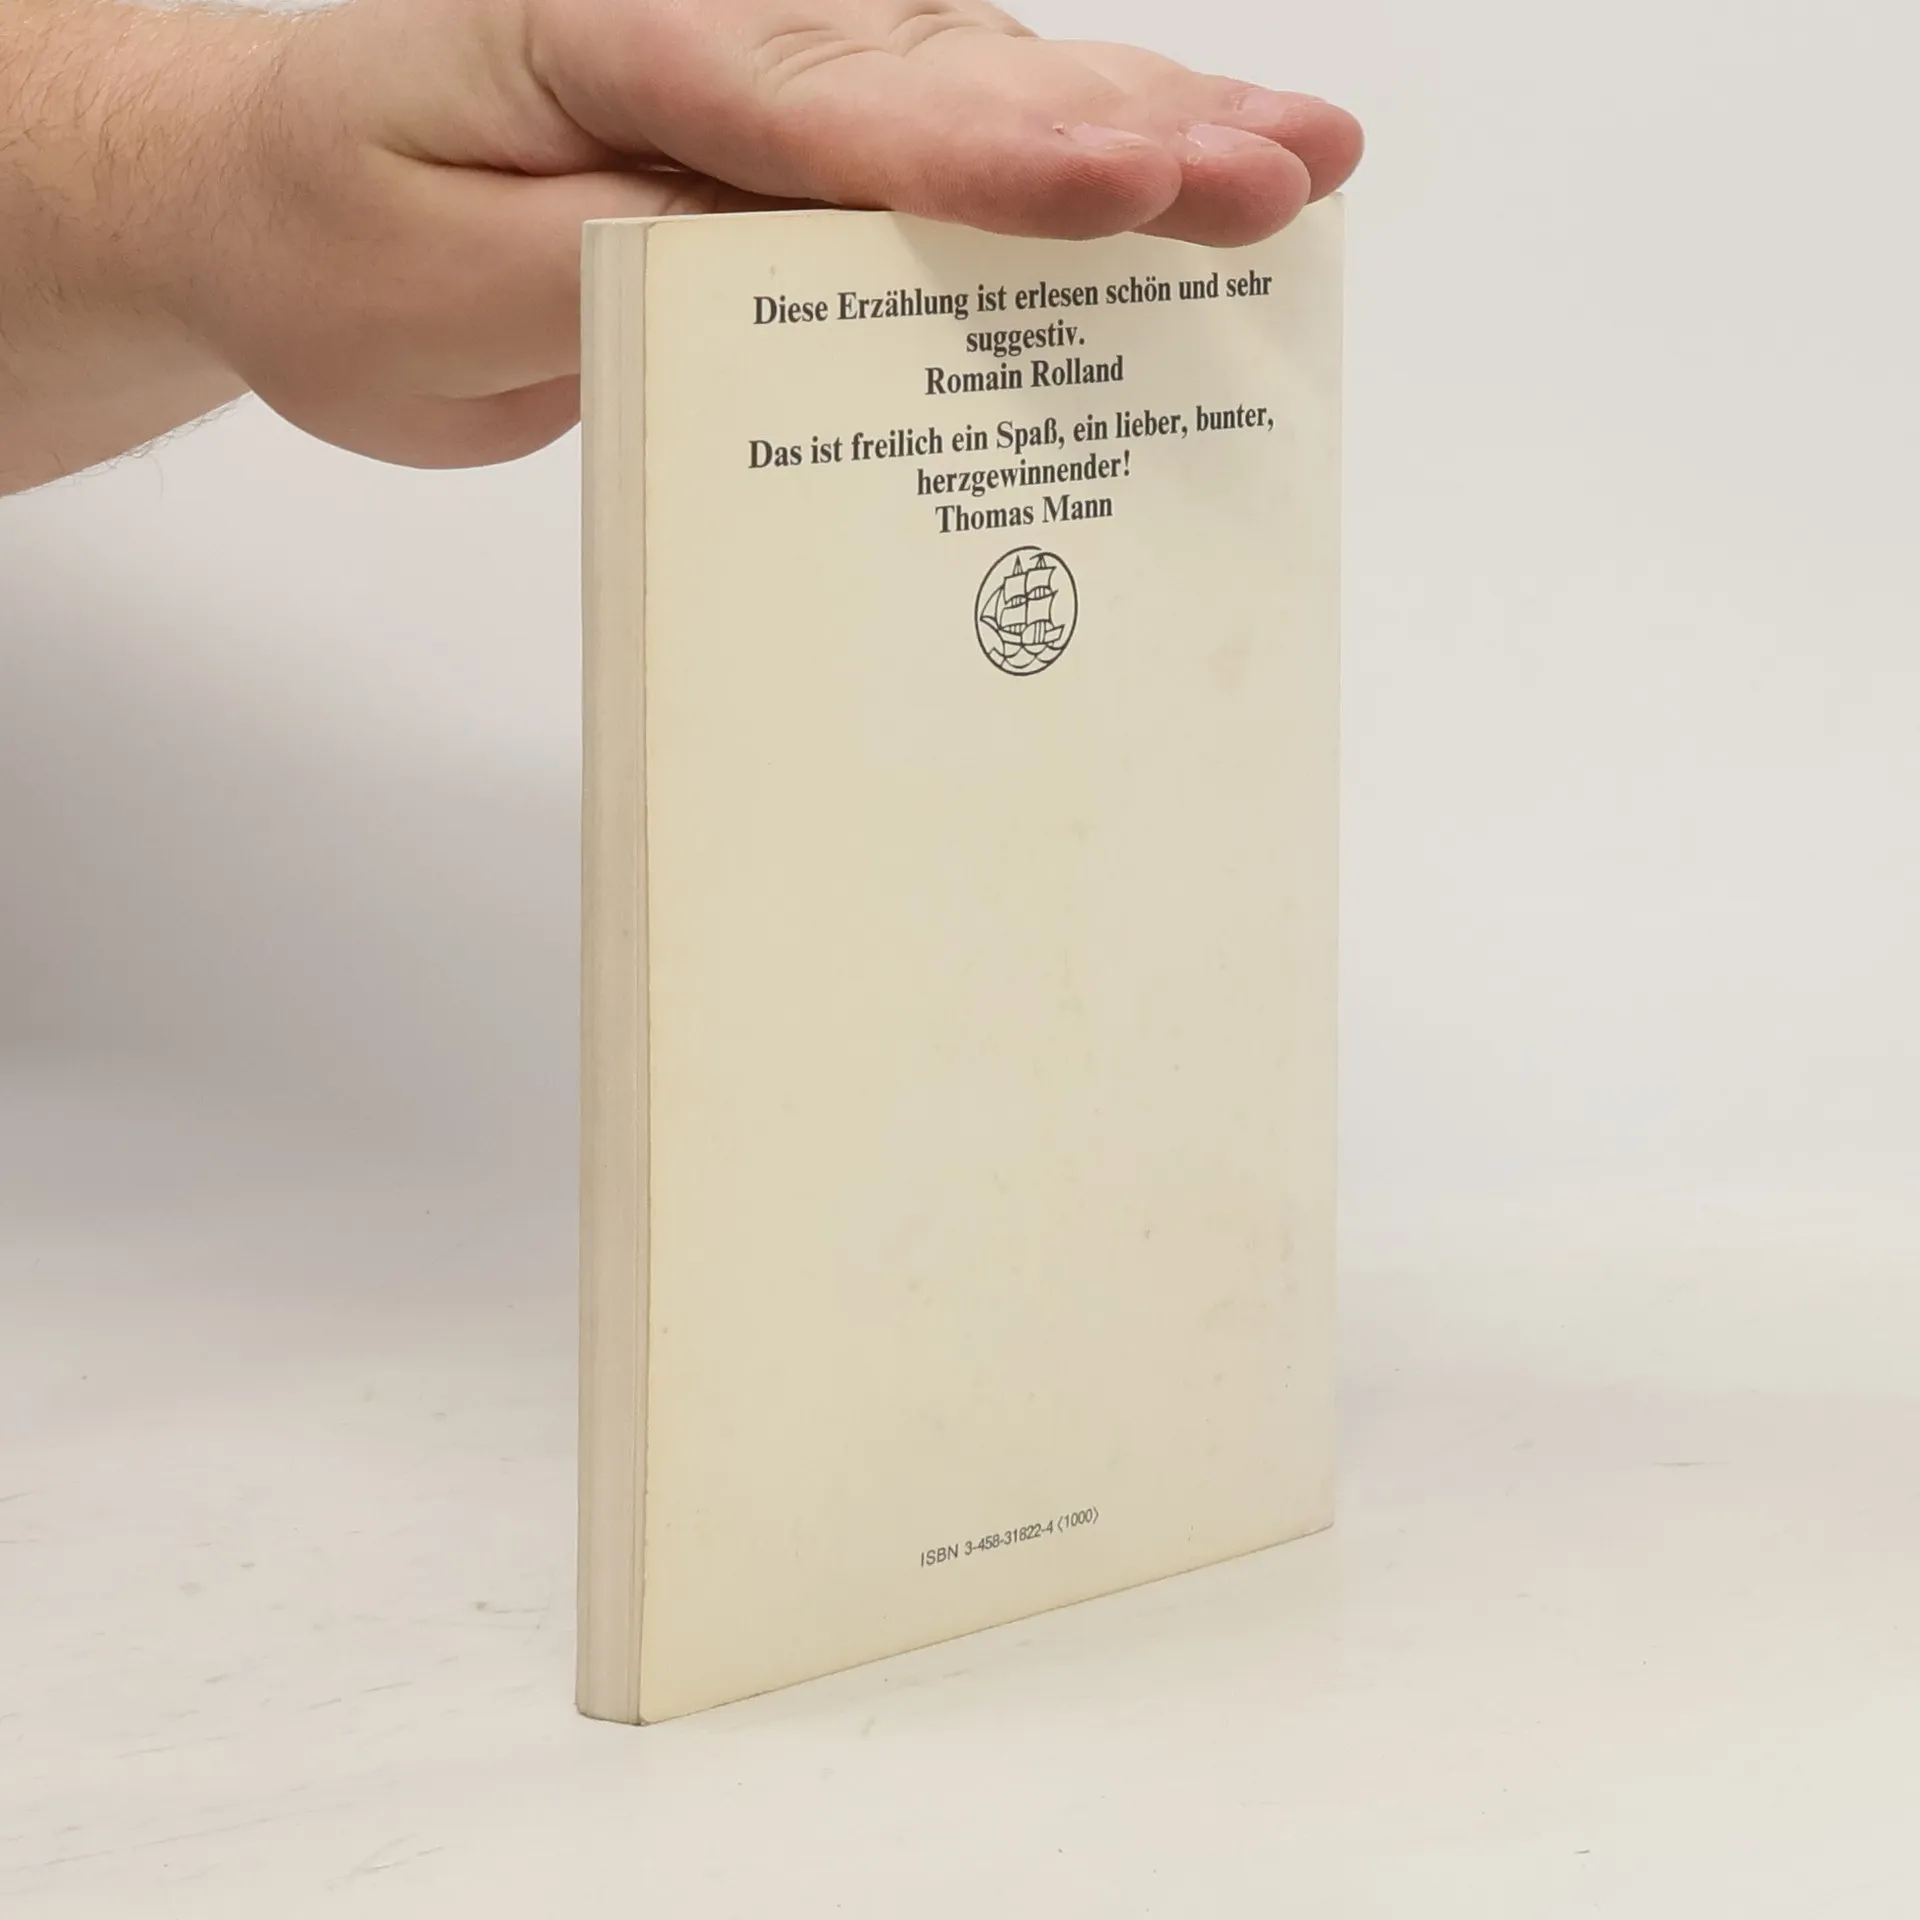 Diese Erzählung ist erlesen schön und sehr
suggestiv.
Romain Rolland
Das ist freilich ein Spaß, ein lieber, bunter,
herzgewinnender!
Thomas Mann
ISBN 3-458-31822-4 ⟨1000⟩